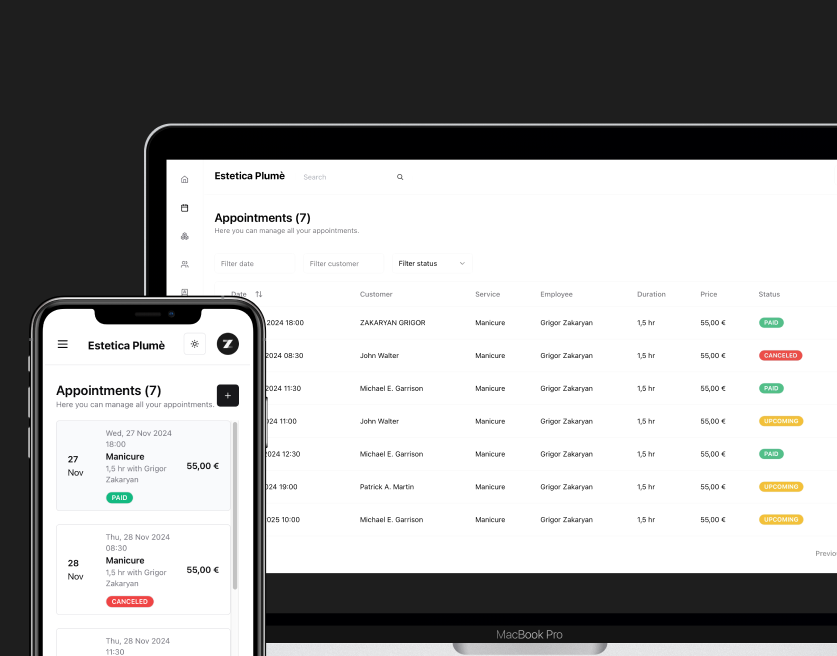 Estetica Plumè Search
Appointments (7)
Here you can manage all your appointments.
Filter date Filter customer Filter status
Date Customer Service Employee Duration Price Status
2024 18:00 ZAKARYAN GRIGOR Manicure Grigor Zakaryan 1,5 hr 55,00 € PAID
2024 08:30 John Walter Manicure Grigor Zakaryan 1,5 hr 55,00 € CANCELED
2024 11:30 Michael E. Garrison Manicure Grigor Zakaryan 1,5 hr 55,00 € PAID
11:00 John Walter Manicure Grigor Zakaryan 1,5 hr 55,00 € UPCOMING
2024 12:30 Michael E. Garrison Manicure Grigor Zakaryan 1,5 hr 55,00 € PAID
19:00 Patrick A. Martin Manicure Grigor Zakaryan 1,5 hr 55,00 € UPCOMING
10:00 Michael E. Garrison Manicure Grigor Zakaryan 1,5 hr 55,00 € UPCOMING
MacBook Pro
Estetica Plumè Z
Appointments (7)
Here you can manage all your appointments.
Wed, 27 Nov 2024
18:00
27
Nov
Manicure
1,5 hr with Grigor
Zakaryan
55,00 €
PAID
Thu, 28 Nov 2024
08:30
28
Nov
Manicure
1,5 hr with Grigor
Zakaryan
55,00 €
CANCELED
Thu, 28 Nov 2024
11:30